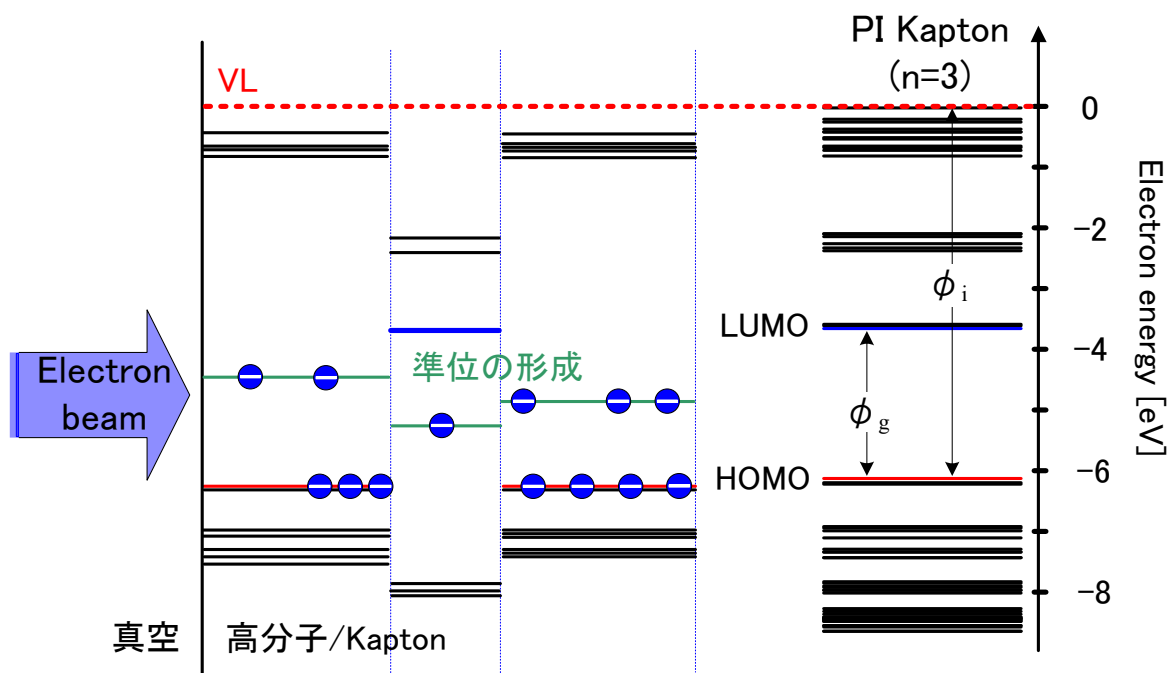 PI Kapton
(n=3)
VL
0
-2
-4
-6
-8
Electron energy [eV]
φi
LUMO
準位の形成
Electron
beam
φg
HOMO
真空
高分子/Kapton